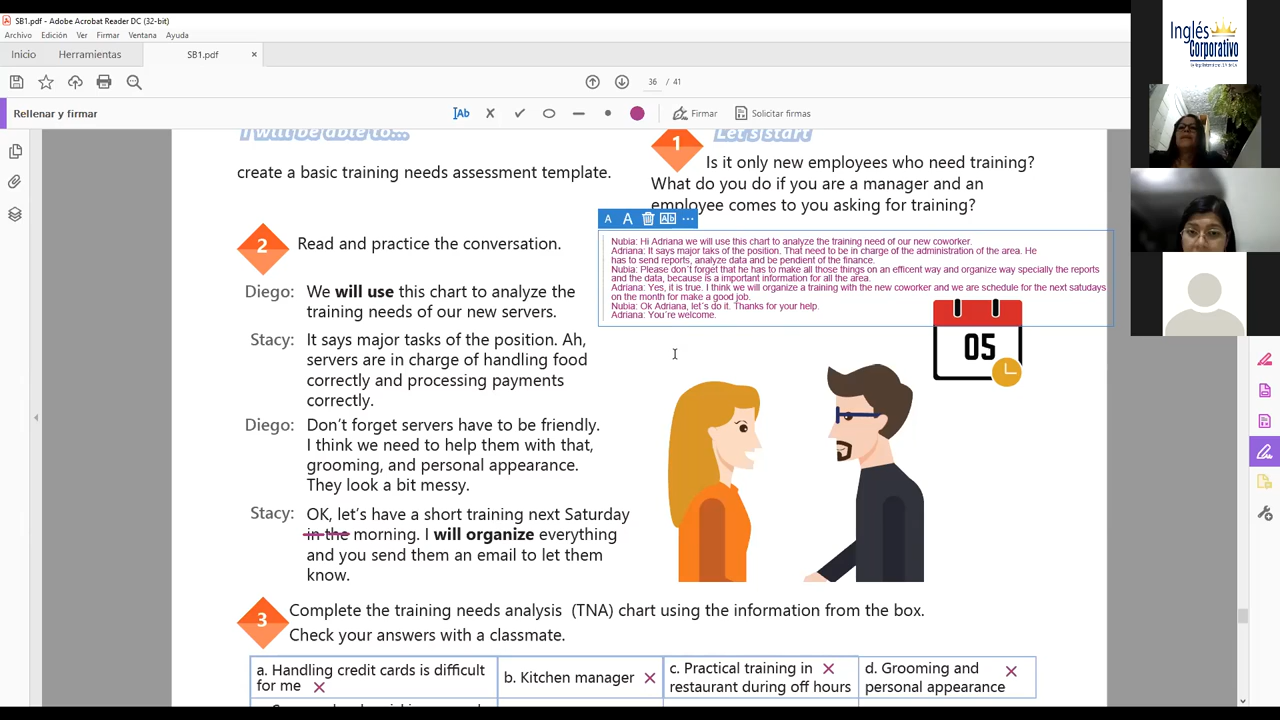 SB1.pdf - Adobe Acrobat Reader DC (32-bit)
Archivo Edición Ver Firmar Ventana Ayuda
Inicio Herramientas SB1.pdf ×
36 / 41
Rellenar y firmar
Ab
Firmar
Solicitar firmas
Inglés
Corporativo
I will be able to...
create a basic training needs assessment template.
1 Let's start
Is it only new employees who need training?
What do you do if you are a manager and an
employee comes to you asking for training?
A A Ab ...
Nubia: Hi Adriana we will use this chart to analyze the training need of our new coworker.
Adriana: It says major taks of the position. That need to be in charge of the administration of the area. He
has to send reports, analyze data and be pendient of the finance.
Nubia: Please don´t forget that he has to make all those things on an efficent way and organize way specially the reports
and the data, because is a important information for all the area.
Adriana: Yes, it is true. I think we will organize a training with the new coworker and we are schedule for the next satudays
on the month for make a good job.
Nubia: Ok Adriana, let´s do it. Thanks for your help.
Adriana: You´re welcome.
05
2 Read and practice the conversation.
Diego: We will use this chart to analyze the
training needs of our new servers.
Stacy: It says major tasks of the position. Ah,
servers are in charge of handling food
correctly and processing payments
correctly.
Diego: Don't forget servers have to be friendly.
I think we need to help them with that,
grooming, and personal appearance.
They look a bit messy.
Stacy: OK, let's have a short training next Saturday
in the morning. I will organize everything
and you send them an email to let them
know.
3 Complete the training needs analysis (TNA) chart using the information from the box.
Check your answers with a classmate.
a. Handling credit cards is difficult
for me
b. Kitchen manager
c. Practical training in
restaurant during off hours
d. Grooming and
personal appearance